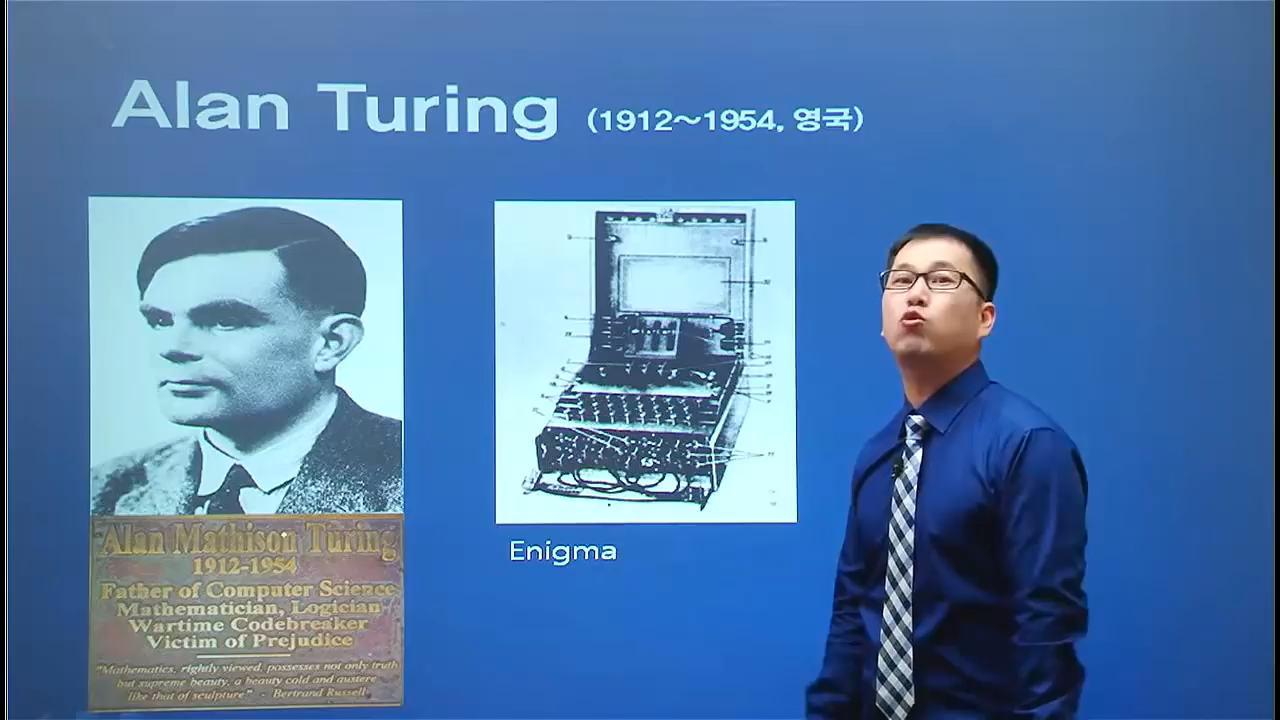 Alan Turing (1912~1954, 영국)
Alan Mathison Turing
1912-1954
Father of Computer Science
Mathematician, Logician
Wartime Codebreaker
Victim of Prejudice
"Mathematics, rightly viewed, possesses not only truth
but supreme beauty, a beauty cold and austere
like that of sculpture" - Bertrand Russell
Enigma